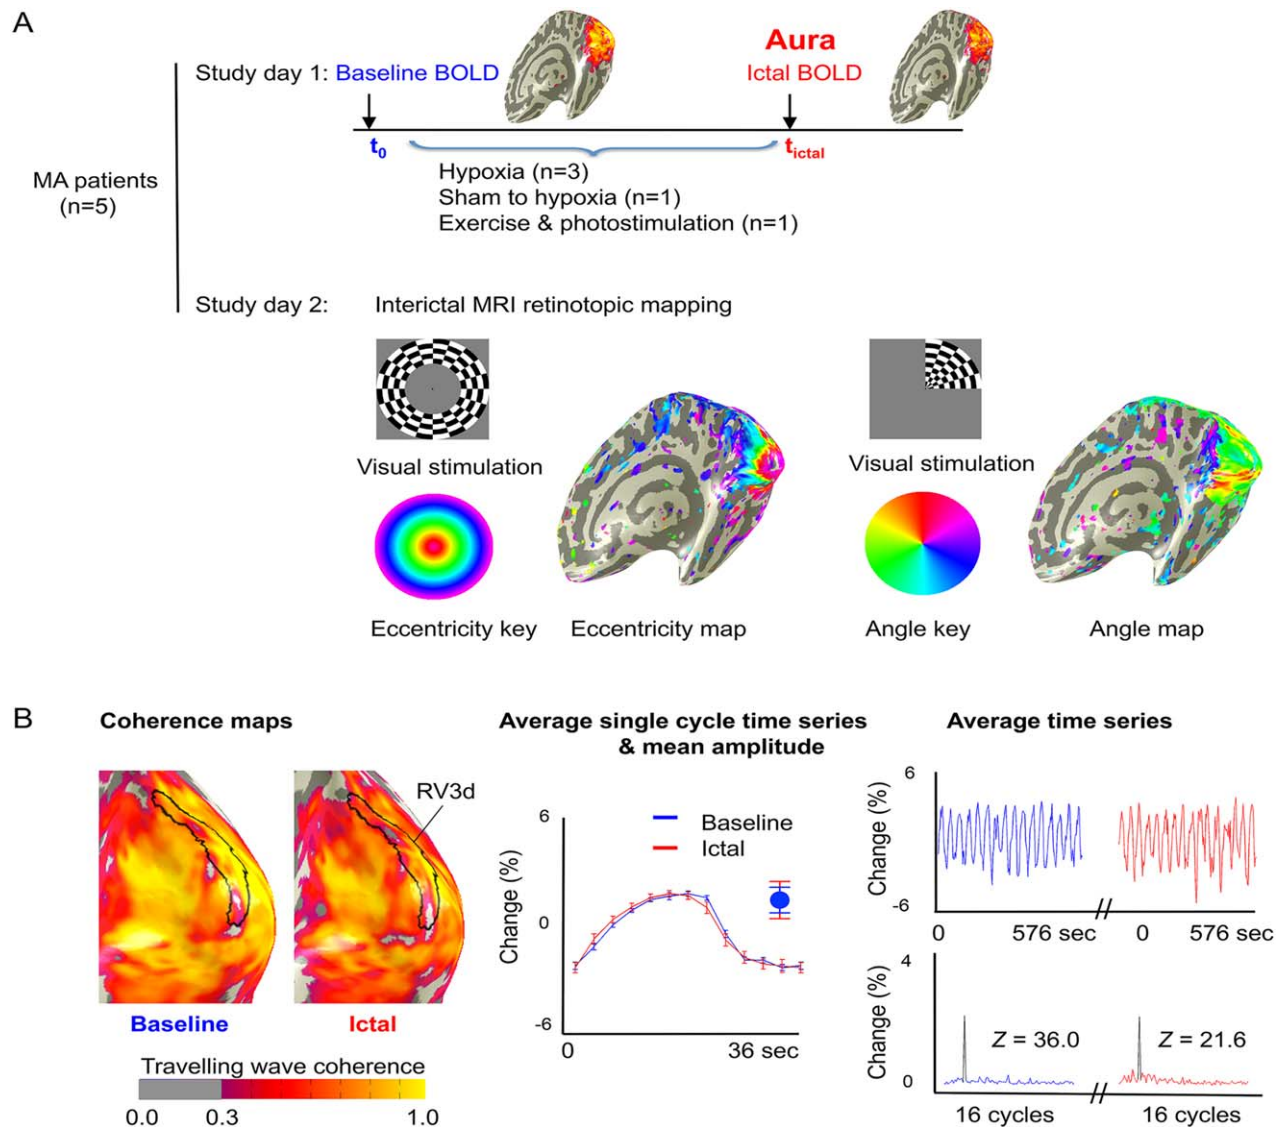 A
Study day 1: Baseline BOLD
Aura
Ictal BOLD
t0
tictal
Hypoxia (n=3)
Sham to hypoxia (n=1)
Exercise & photostimulation (n=1)
MA patients
(n=5)
Study day 2: Interictal MRI retinotopic mapping
Visual stimulation
Visual stimulation
Eccentricity key
Eccentricity map
Angle key
Angle map
B
Coherence maps
RV3d
Baseline
Ictal
Travelling wave coherence
0.0 0.3 1.0
Average single cycle time series
& mean amplitude
Baseline
Ictal
Change (%)
6
0
-6
0 36 sec
Average time series
Change (%)
6
-6
0 576 sec 0 576 sec
Change (%)
4
0
Z = 36.0
Z = 21.6
16 cycles
16 cycles